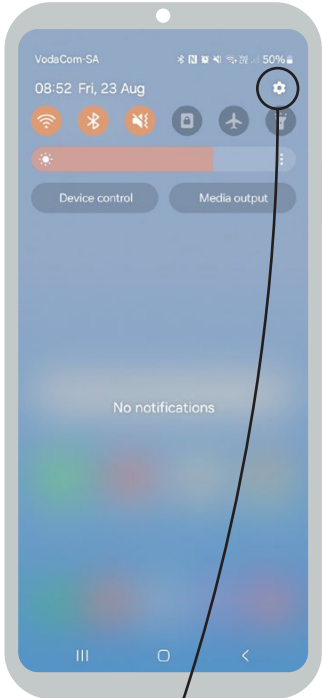 VodaCom-SA 50%
08:52 Fri, 23 Aug
Device control Media output
No notifications